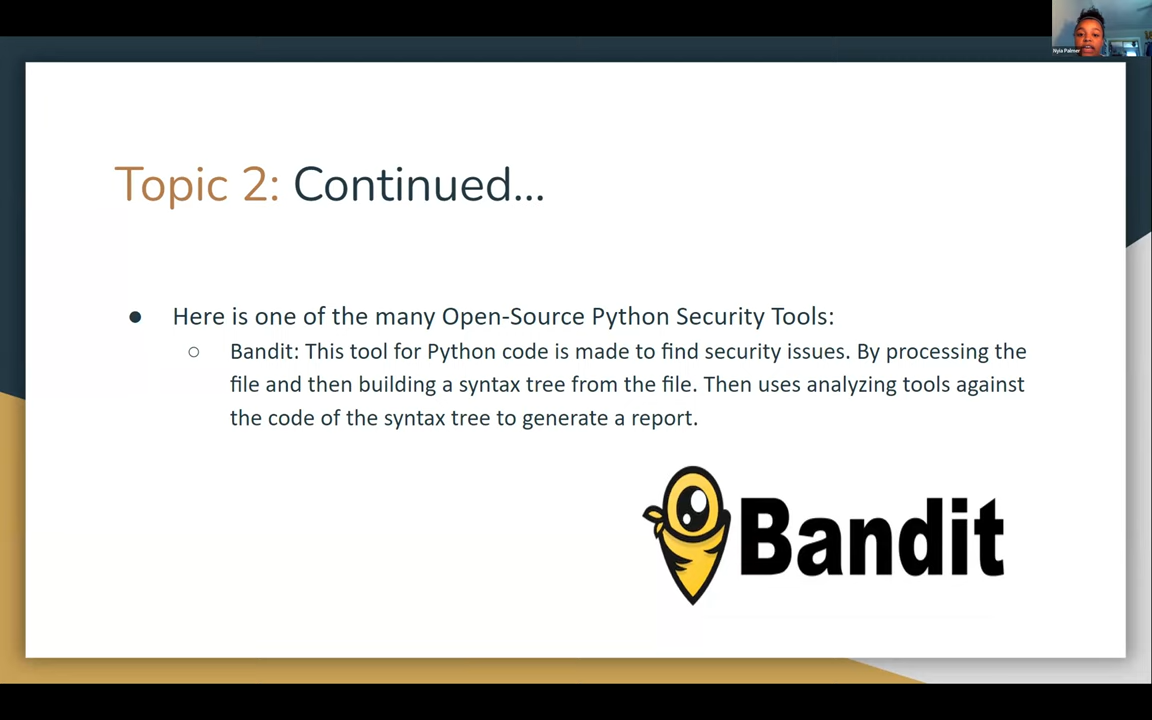 Nyia Palmer
Topic 2: Continued...
● Here is one of the many Open-Source Python Security Tools:
○ Bandit: This tool for Python code is made to find security issues. By processing the
file and then building a syntax tree from the file. Then uses analyzing tools against
the code of the syntax tree to generate a report.
Bandit